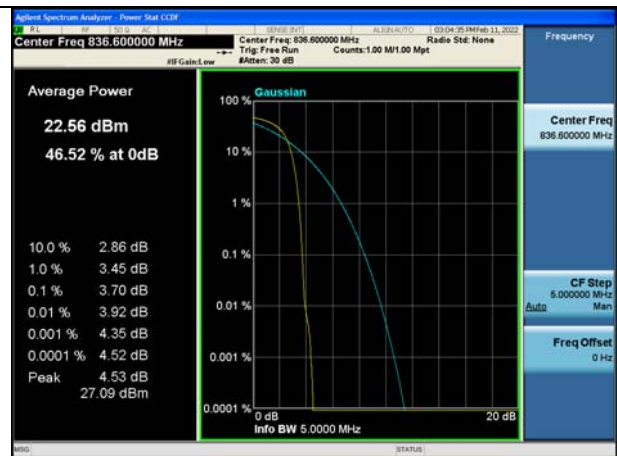 Agilent Spectrum Analyzer - Power Stat CCDF
RL RF 50 Ω AC SENSE:INT ALIGN AUTO 03:04:35 PM Feb 11, 2022
Center Freq 836.600000 MHz
Center Freq: 836.600000 MHz
Radio Std: None
Trig: Free Run
Counts:1.00 M/1.00 Mpt
#IFGain:Low
#Atten: 30 dB
Frequency
Average Power
22.56 dBm
46.52 % at 0dB
10.0 % 2.86 dB
1.0 % 3.45 dB
0.1 % 3.70 dB
0.01 % 3.92 dB
0.001 % 4.35 dB
0.0001 % 4.52 dB
Peak 4.53 dB
27.09 dBm
Gaussian
100 %
10 %
1 %
0.1 %
0.01 %
0.001 %
0.0001 %
0 dB
20 dB
Info BW 5.0000 MHz
Center Freq
836.600000 MHz
CF Step
5.000000 MHz
Auto Man
Freq Offset
0 Hz
MSG
STATUS